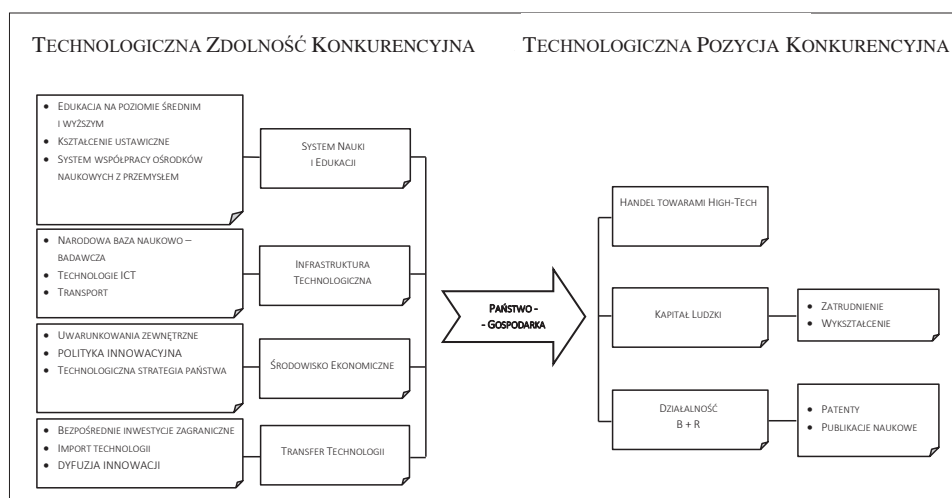 TECHNOLOGICZNA ZDOLNOŚĆ KONKURENCYJNA
• EDUKACJA NA POZIOMIE ŚREDNIM
I WYŻSZYM
• KSZTAŁCENIE USTAWICZNE
• SYSTEM WSPÓŁPRACY OŚRODKÓW
NAUKOWYCH Z PRZEMYSŁEM
SYSTEM NAUKI
I EDUKACJI
• NARODOWA BAZA NAUKOWO –
BADAWCZA
• TECHNOLOGIE ICT
• TRANSPORT
INFRASTRUKTURA
TECHNOLOGICZNA
• UWARUNKOWANIA ZEWNĘTRZNE
• POLITYKA INNOWACYJNA
• TECHNOLOGICZNA STRATEGIA PAŃSTWA
ŚRODOWISKO EKONOMICZNE
• BEZPOŚREDNIE INWESTYCJE ZAGRANICZNE
• IMPORT TECHNOLOGII
• DYFUZJA INNOWACJI
TRANSFER TECHNOLOGII
PAŃSTWO -
- GOSPODARKA
TECHNOLOGICZNA POZYCJA KONKURENCYJNA
HANDEL TOWARAMI HIGH-TECH
KAPITAŁ LUDZKI
• ZATRUDNIENIE
• WYKSZTAŁCENIE
DZIAŁALNOŚĆ
B + R
• PATENTY
• PUBLIKACJE NAUKOWE